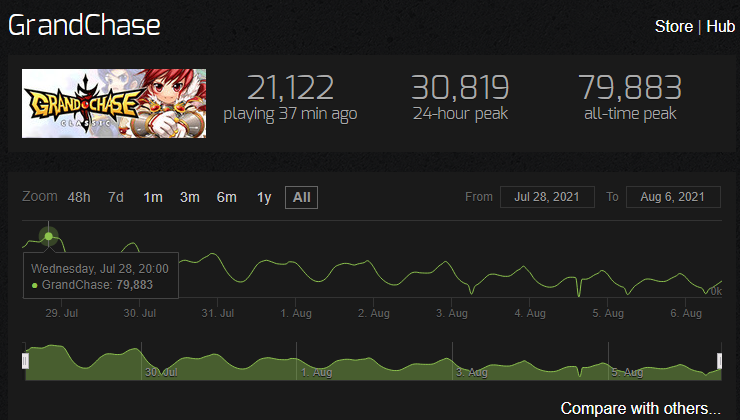 GrandChase
Store | Hub
GRAND CHASE
CLASSIC
21,122
playing 37 min ago
30,819
24-hour peak
79,883
all-time peak
Zoom 48h 7d 1m 3m 6m 1y All
From Jul 28, 2021 To Aug 6, 2021
Wednesday, Jul 28, 20:00
● GrandChase: 79,883
0k
29. Jul 30. Jul 31. Jul 1. Aug 2. Aug 3. Aug 4. Aug 5. Aug 6. Aug
30. Jul 1. Aug 3. Aug 5. Aug
Compare with others...